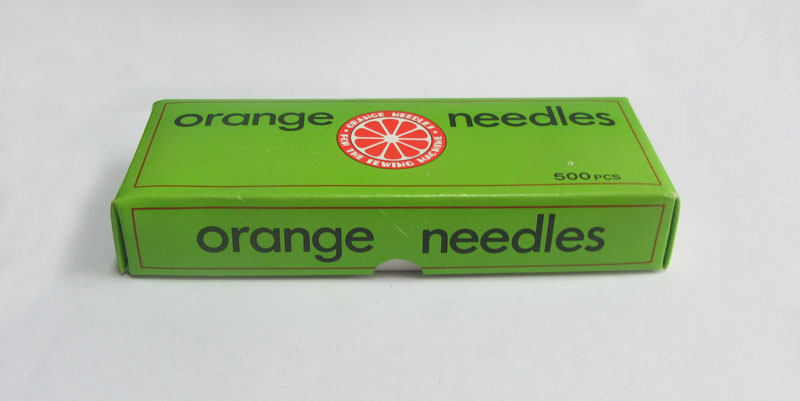 orange needles
• ORANGE NEEDLES •
FOR THE SEWING MACHINE
500 PCS
orange needles